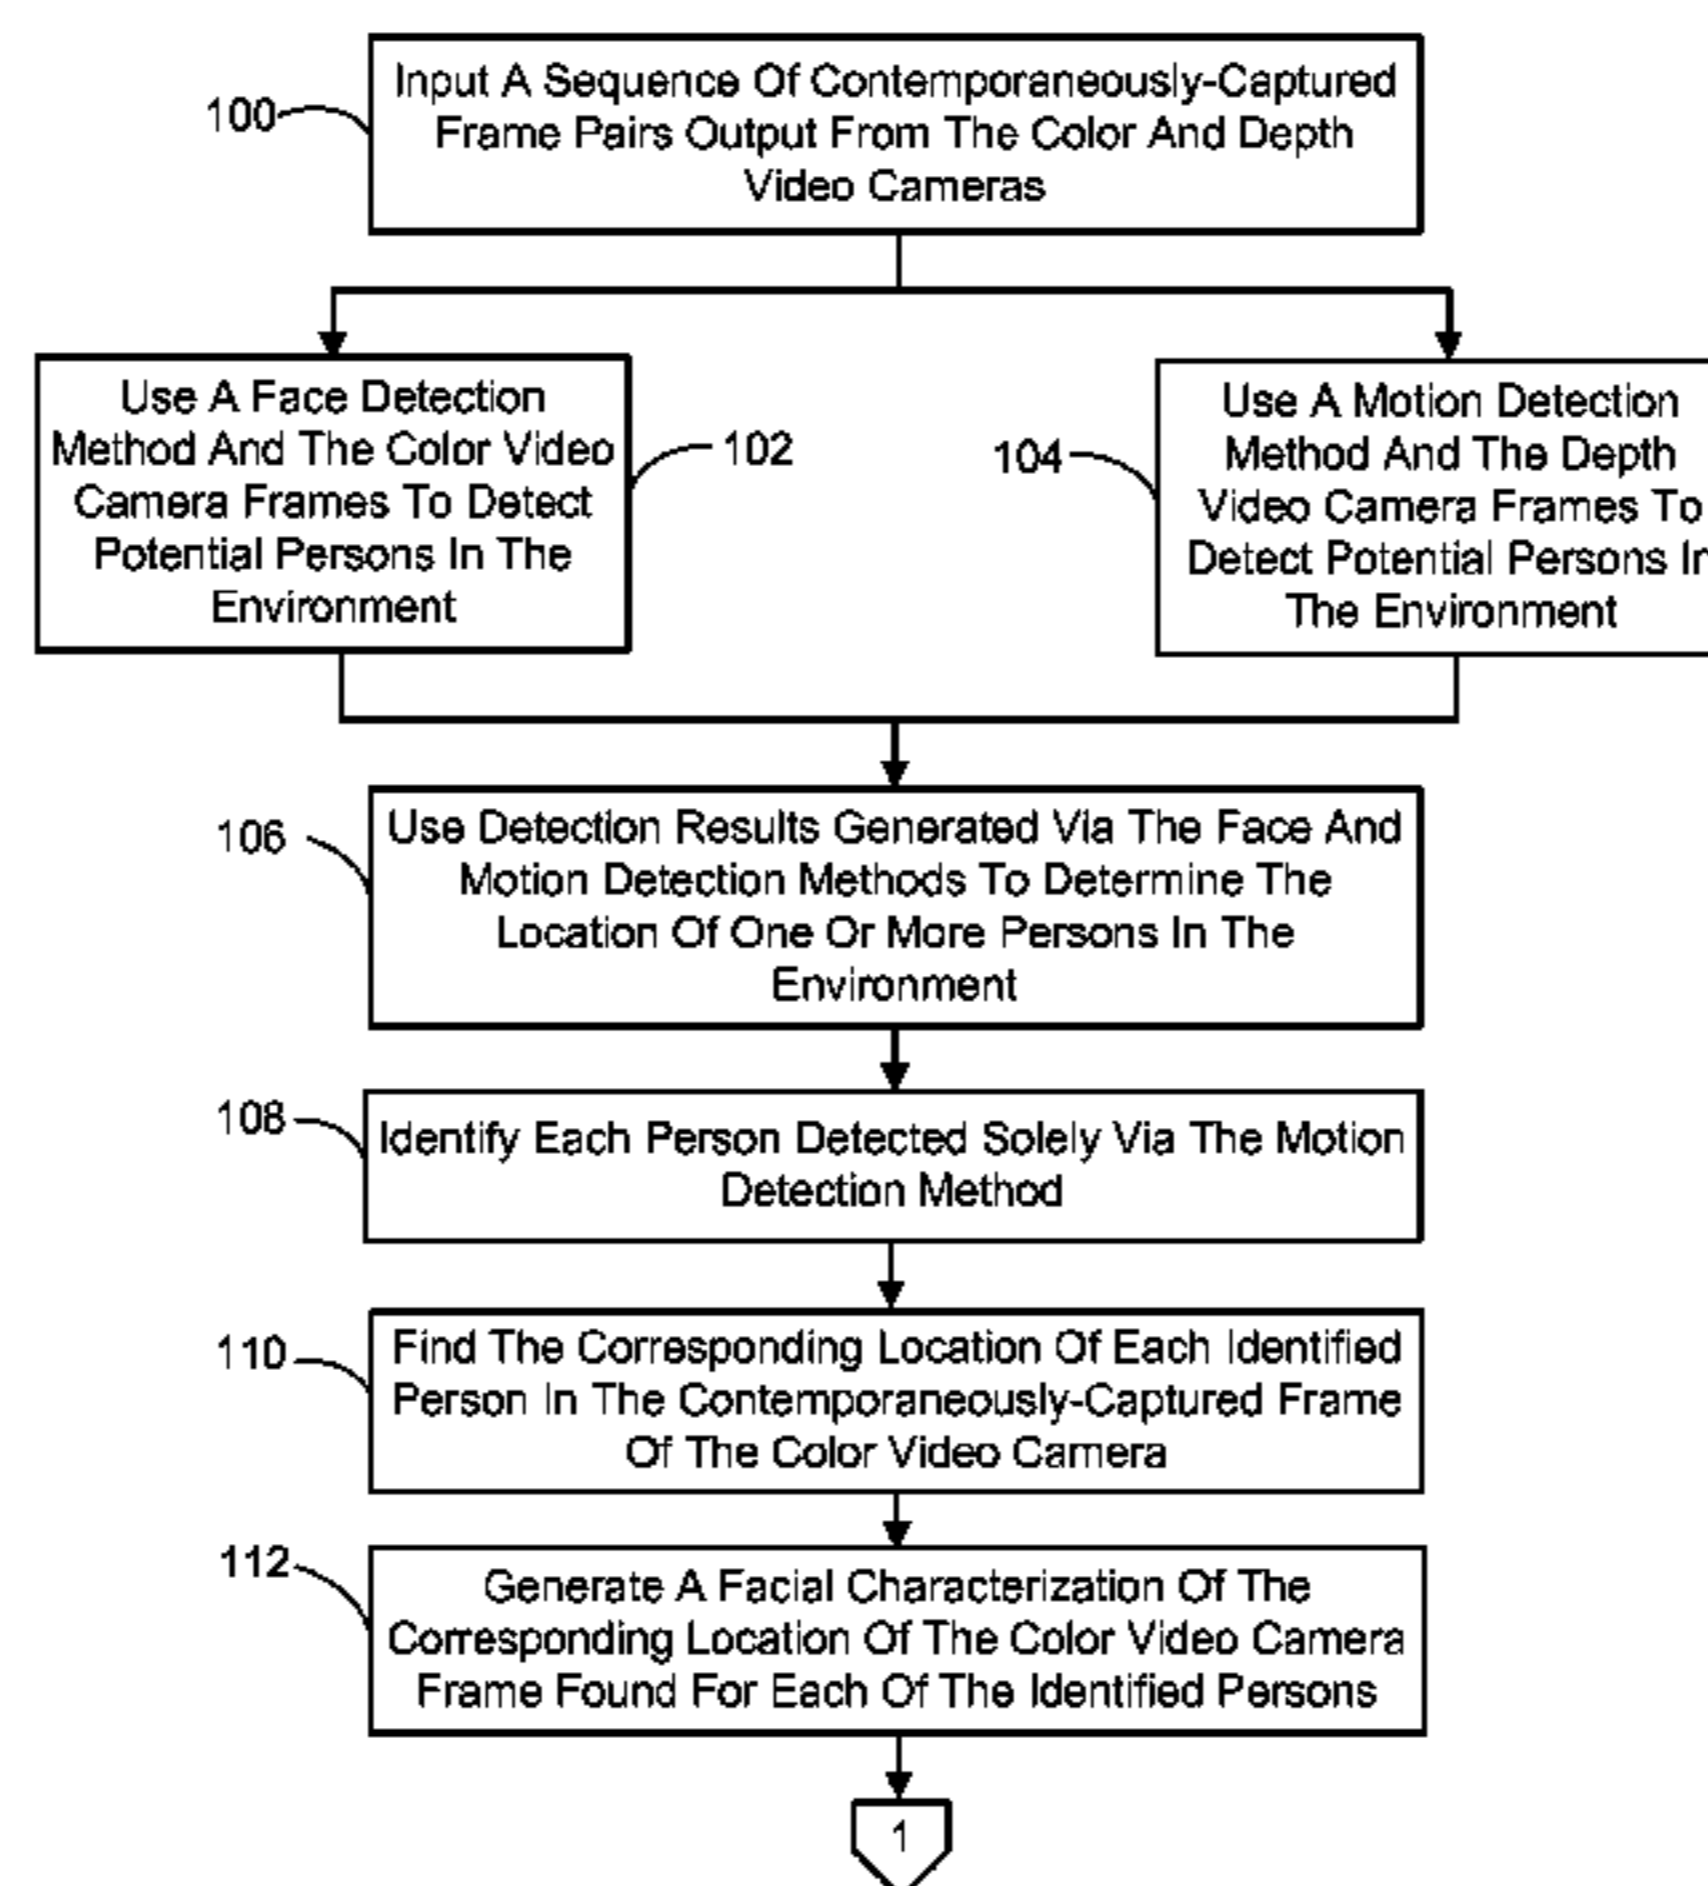 100
Input A Sequence Of Contemporaneously-Captured
Frame Pairs Output From The Color And Depth
Video Cameras
Use A Face Detection
Method And The Color Video
Camera Frames To Detect
Potential Persons In The
Environment
102
104
Use A Motion Detection
Method And The Depth
Video Camera Frames To
Detect Potential Persons In
The Environment
106
Use Detection Results Generated Via The Face And
Motion Detection Methods To Determine The
Location Of One Or More Persons In The
Environment
108
Identify Each Person Detected Solely Via The Motion
Detection Method
110
Find The Corresponding Location Of Each Identified
Person In The Contemporaneously-Captured Frame
Of The Color Video Camera
112
Generate A Facial Characterization Of The
Corresponding Location Of The Color Video Camera
Frame Found For Each Of The Identified Persons
1